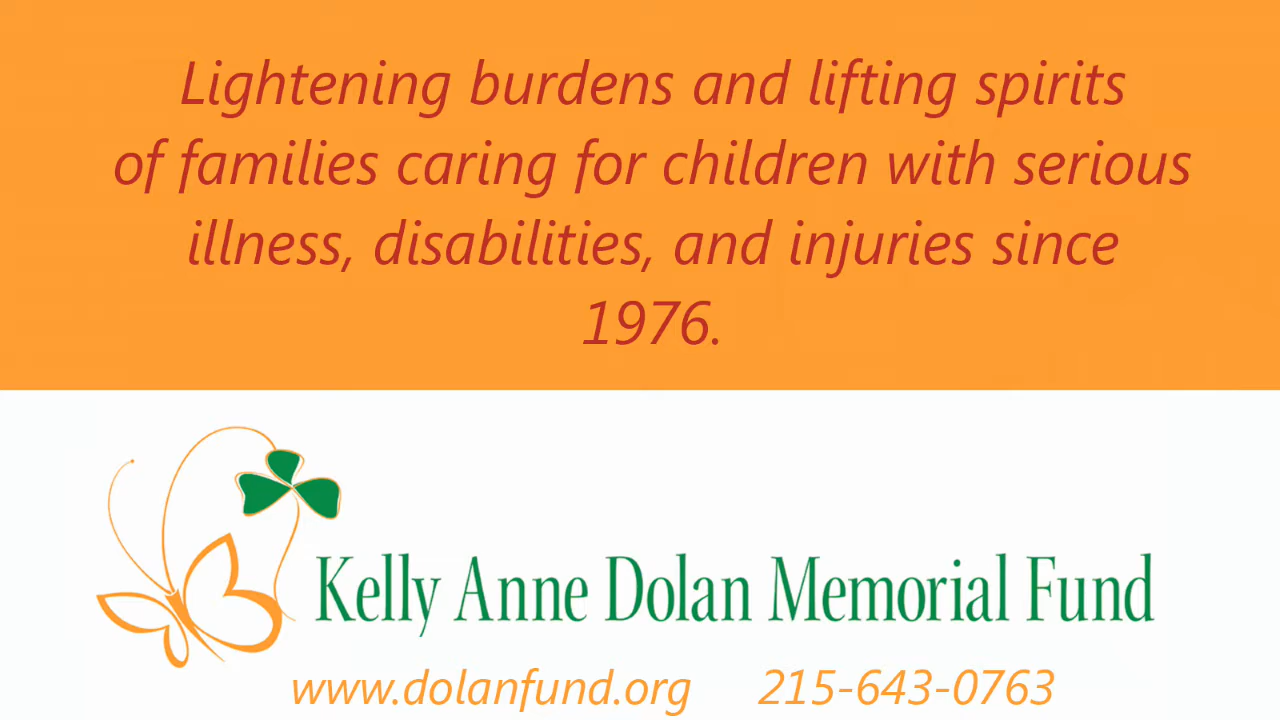 Lightening burdens and lifting spirits
of families caring for children with serious
illness, disabilities, and injuries since
1976.
Kelly Anne Dolan Memorial Fund
www.dolanfund.org 215-643-0763